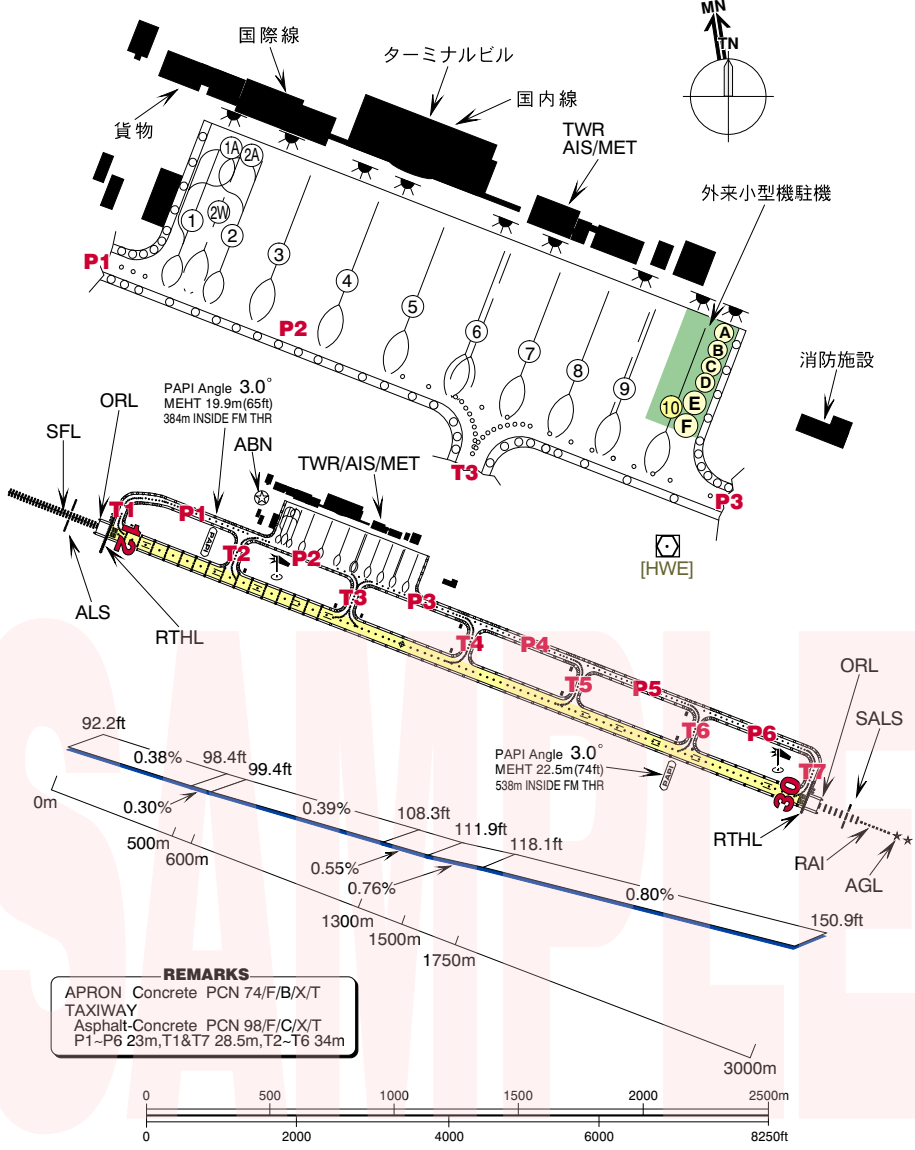 MN
TN
国際線
ターミナルビル
国内線
貨物
TWR
AIS/MET
外来小型機駐機
1A
2A
2W
1
2
3
4
5
6
7
8
9
10
A
B
C
D
E
F
P1
P2
T3
P3
消防施設
[HWE]
PAPI Angle 3.0°
MEHT 19.9m(65ft)
384m INSIDE FM THR
ORL
SFL
ABN
TWR/AIS/MET
T1
P1
12
PAPI
T2
P2
T3
P3
T4
P4
T5
P5
T6
P6
T7
30
ALS
RTHL
ORL
SALS
PAPI Angle 3.0°
MEHT 22.5m(74ft)
538m INSIDE FM THR
PAPI
RTHL
RAI
AGL
92.2ft
0.38%
98.4ft
99.4ft
0m
0.30%
0.39%
108.3ft
111.9ft
118.1ft
500m
600m
0.55%
0.76%
0.80%
150.9ft
1300m
1500m
1750m
3000m
REMARKS
APRON Concrete PCN 74/F/B/X/T
TAXIWAY
Asphalt-Concrete PCN 98/F/C/X/T
P1~P6 23m,T1&T7 28.5m,T2~T6 34m
0 500 1000 1500 2000 2500m
0 2000 4000 6000 8250ft
SAMPLE